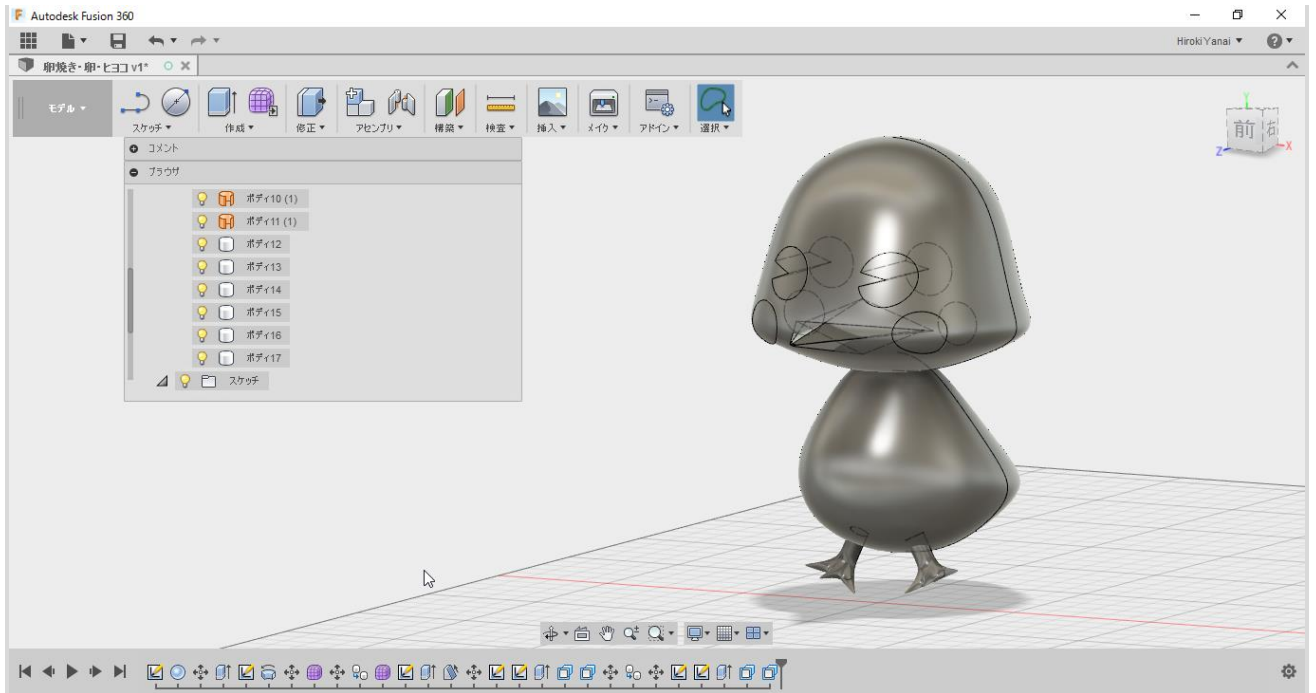 Autodesk Fusion 360
Hiroki Yanai
卵焼き・卵・ヒヨコ v1*
モデル
スケッチ
作成
修正
アセンブリ
構築
検査
挿入
メイク
アドイン
選択
コメント
ブラウザ
ボディ10 (1)
ボディ11 (1)
ボディ12
ボディ13
ボディ14
ボディ15
ボディ16
ボディ17
スケッチ
Y
前
右
Z
X